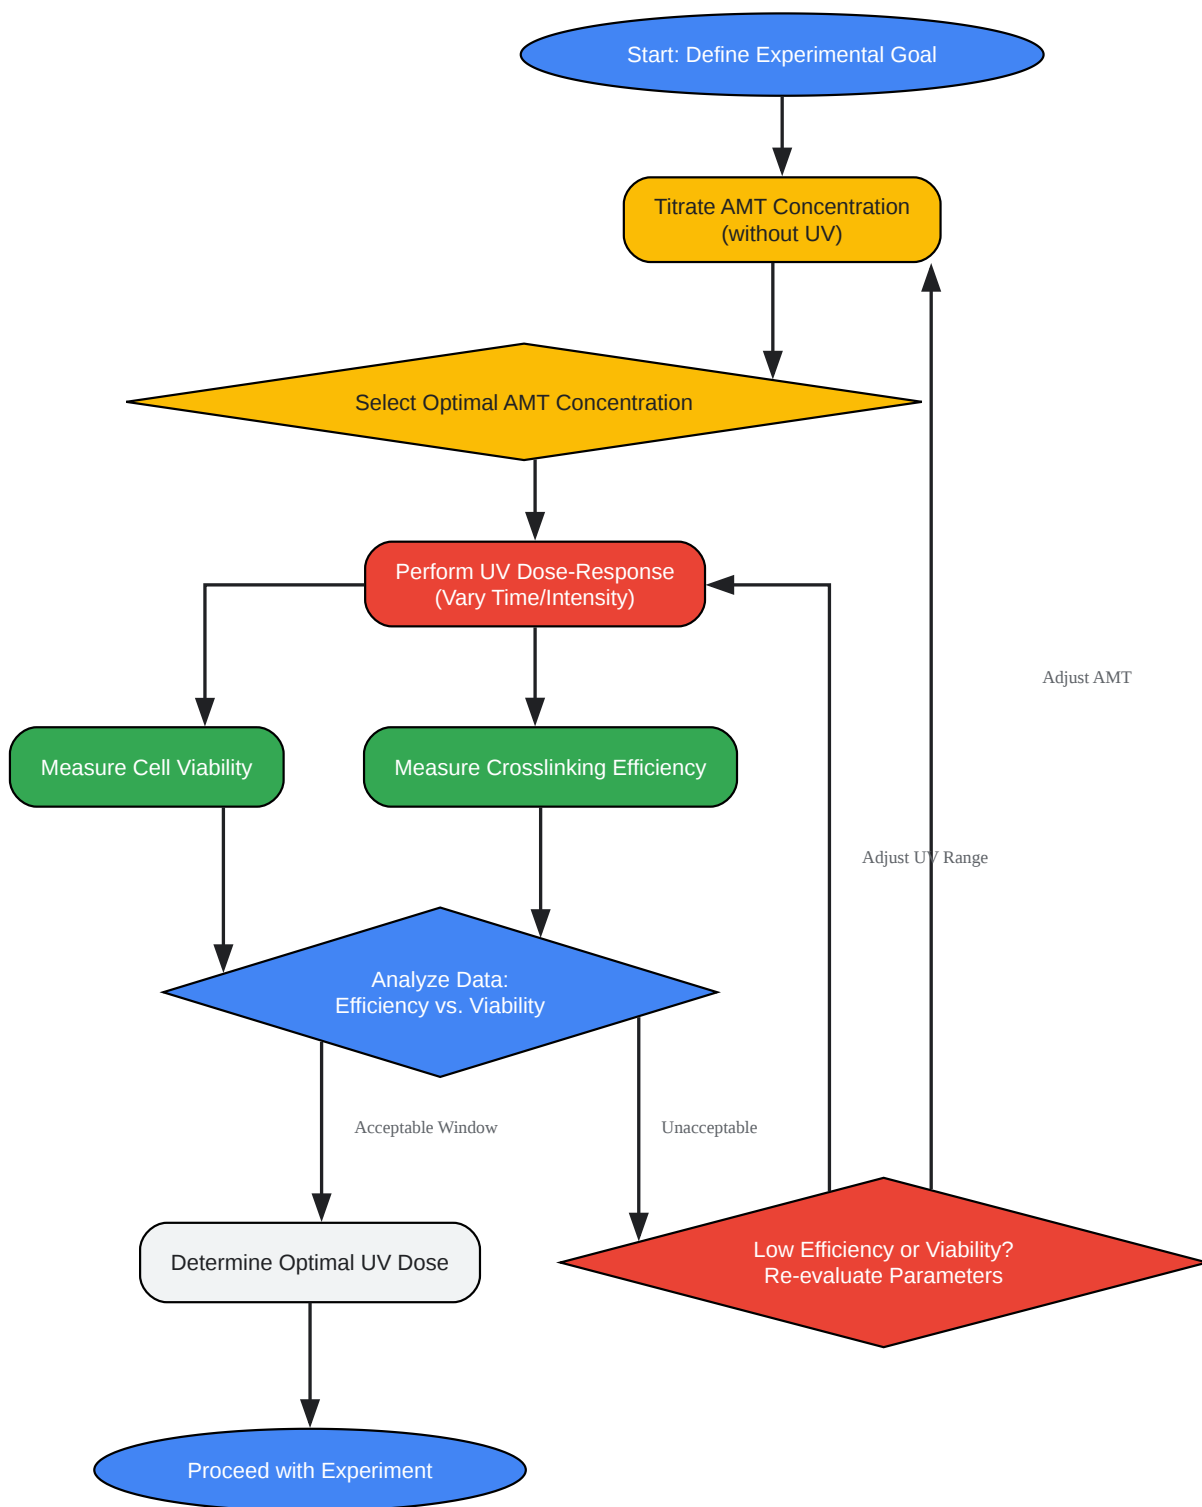 Start: Define Experimental Goal
Titrate AMT Concentration
(without UV)
Select Optimal AMT Concentration
Perform UV Dose-Response
(Vary Time/Intensity)
Adjust AMT
Measure Cell Viability
Measure Crosslinking Efficiency
Adjust UV Range
Analyze Data:
Efficiency vs. Viability
Acceptable Window
Unacceptable
Determine Optimal UV Dose
Low Efficiency or Viability?
Re-evaluate Parameters
Proceed with Experiment